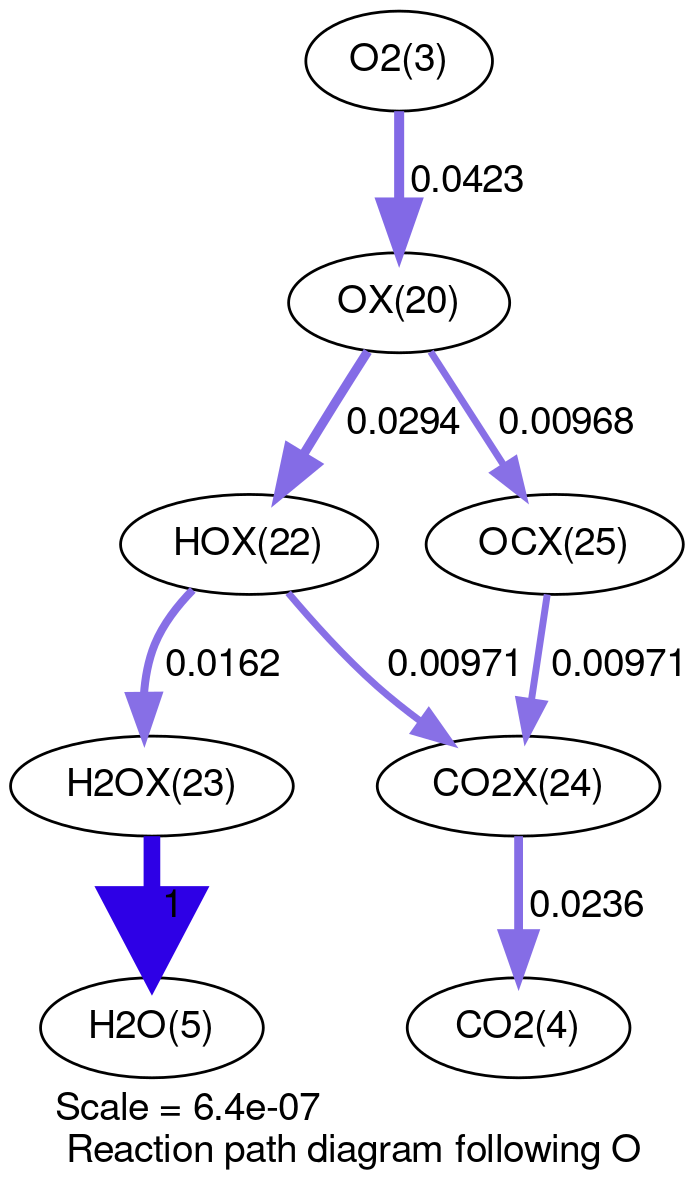 O2(3)
0.0423
OX(20)
0.0294
0.00968
HOX(22)
OCX(25)
0.0162
0.00971
0.00971
H2OX(23)
CO2X(24)
1
0.0236
H2O(5)
CO2(4)
Scale = 6.4e-07
Reaction path diagram following O